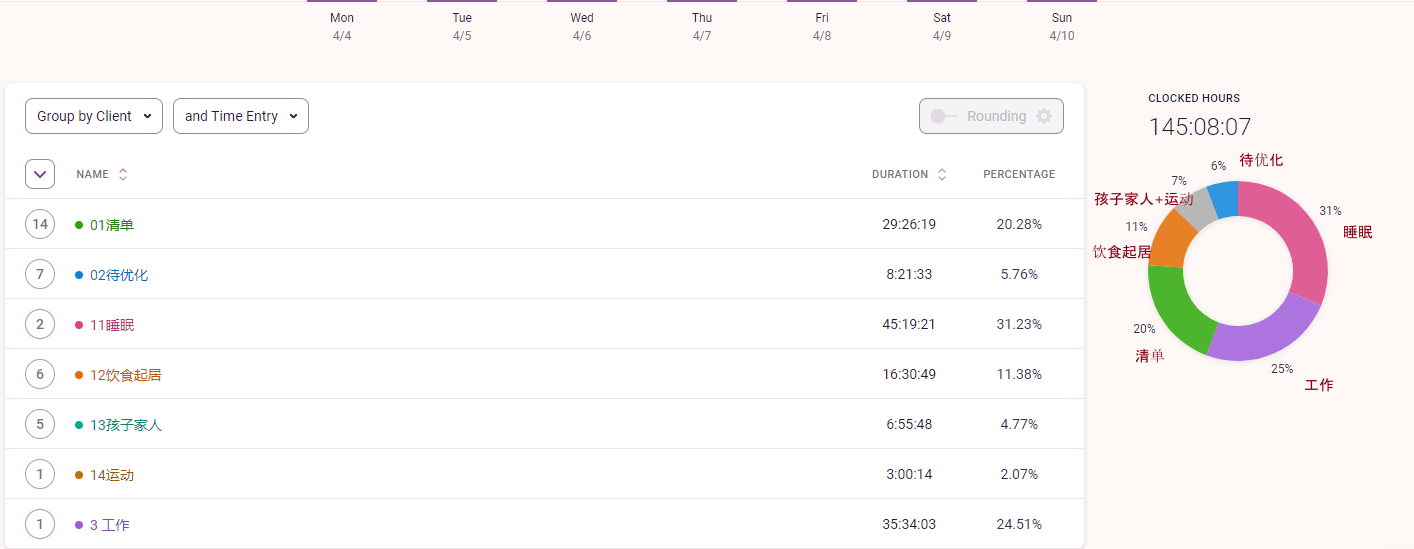 Mon Tue Wed Thu Fri Sat Sun
4/4 4/5 4/6 4/7 4/8 4/9 4/10
Group by Client and Time Entry Rounding
NAME DURATION PERCENTAGE
14 01清单 29:26:19 20.28%
7 02待优化 8:21:33 5.76%
2 11睡眠 45:19:21 31.23%
6 12饮食起居 16:30:49 11.38%
5 13孩子家人 6:55:48 4.77%
1 14运动 3:00:14 2.07%
1 3 工作 35:34:03 24.51%
CLOCKED HOURS
145:08:07
6% 待优化
7%
孩子家人+运动
31%
11%
睡眠
饮食起居
20%
清单
25%
工作